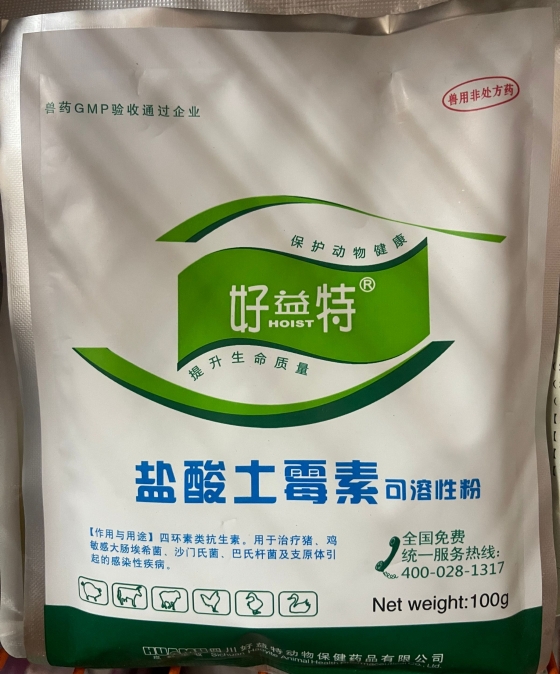 兽药GMP验收通过企业
兽用非处方药
保护动物健康
好益特®
HOIST
提升生命质量
盐酸土霉素可溶性粉
【作用与用途】四环素类抗生素。用于治疗猪、鸡
敏感大肠埃希菌、沙门氏菌、巴氏杆菌及支原体引
起的感染性疾病。
全国免费
统一服务热线:
400-028-1317
Net weight:100g
四川好益特动物保健药品有限公司